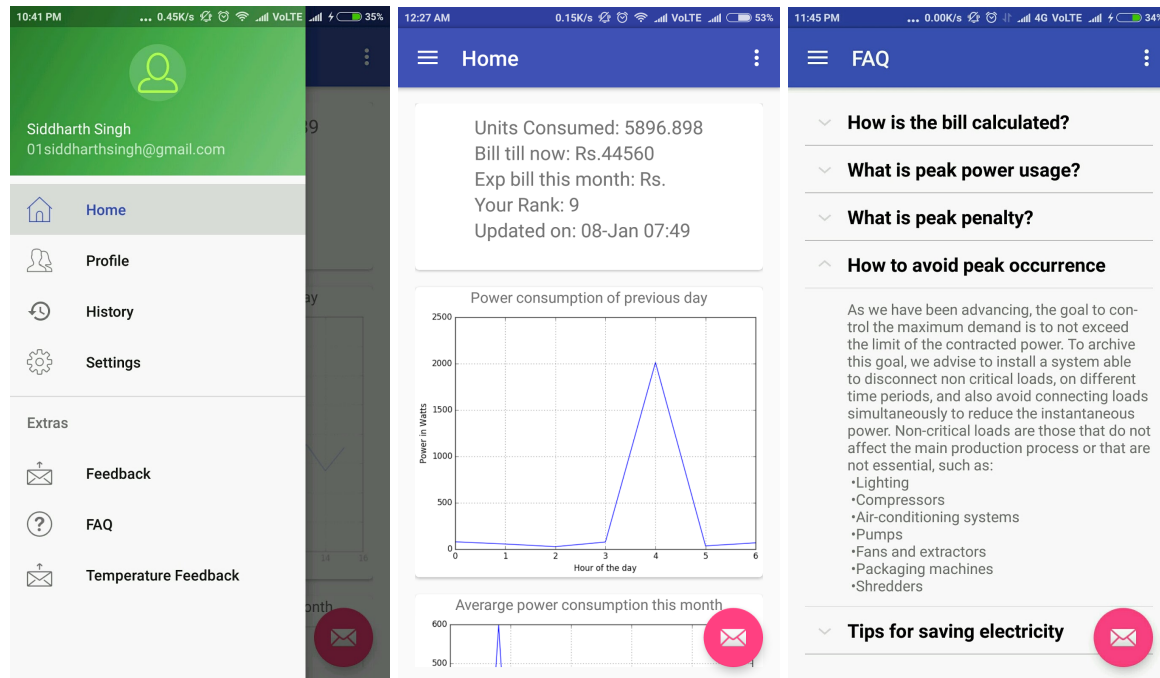 10:41 PM ... 0.45K/s VoLTE 35%
Siddharth Singh
01siddharthsingh@gmail.com
Home
Profile
History
Settings
Extras
Feedback
FAQ
Temperature Feedback
39
ay
14 16
onth
12:27 AM 0.15K/s VoLTE 53%
Home
Units Consumed: 5896.898
Bill till now: Rs.44560
Exp bill this month: Rs.
Your Rank: 9
Updated on: 08-Jan 07:49
Power consumption of previous day
2500
2000
1500
1000
500
0
Power in Watts
0 1 2 3 4 5 6
Hour of the day
Averarge power consumption this month
600
500
11:45 PM ... 0.00K/s 4G VoLTE 34%
FAQ
How is the bill calculated?
What is peak power usage?
What is peak penalty?
How to avoid peak occurrence
As we have been advancing, the goal to con-
trol the maximum demand is to not exceed
the limit of the contracted power. To archive
this goal, we advise to install a system able
to disconnect non critical loads, on different
time periods, and also avoid connecting loads
simultaneously to reduce the instantaneous
power. Non-critical loads are those that do not
affect the main production process or that are
not essential, such as:
•Lighting
•Compressors
•Air-conditioning systems
•Pumps
•Fans and extractors
•Packaging machines
•Shredders
Tips for saving electricity